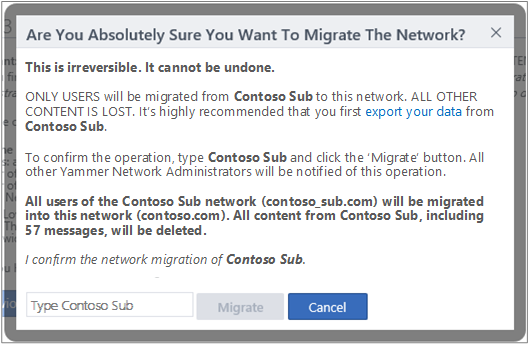 Are You Absolutely Sure You Want To Migrate The Network?
This is irreversible. It cannot be undone.
ONLY USERS will be migrated from Contoso Sub to this network. ALL OTHER
CONTENT IS LOST. It's highly recommended that you first export your data from
Contoso Sub.
To confirm the operation, type Contoso Sub and click the 'Migrate' button. All
other Yammer Network Administrators will be notified of this operation.
All users of the Contoso Sub network (contoso_sub.com) will be migrated
into this network (contoso.com). All content from Contoso Sub, including
57 messages, will be deleted.
I confirm the network migration of Contoso Sub.
Type Contoso Sub
Migrate
Cancel